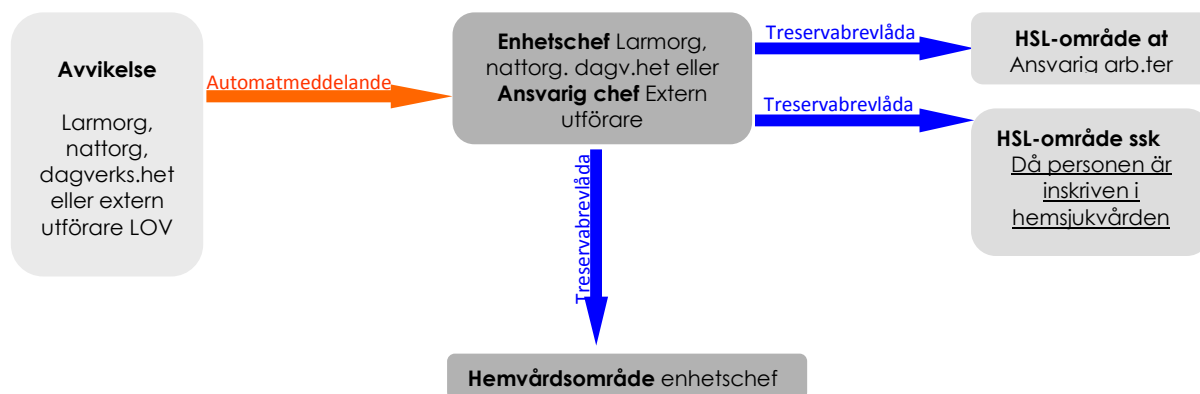 Avvikelse
Larmorg,
nattorg,
dagverks.het
eller extern
utförare LOV
Automatmeddelande
Enhetschef Larmorg,
nattorg. dagv.het eller
Ansvarig chef Extern
utförare
Treservabrevlåda
HSL-område at
Ansvarig arb.ter
Treservabrevlåda
HSL-område ssk
Då personen är
inskriven i
hemsjukvården
Treservabrevlåda
Hemvårdsområde enhetschef